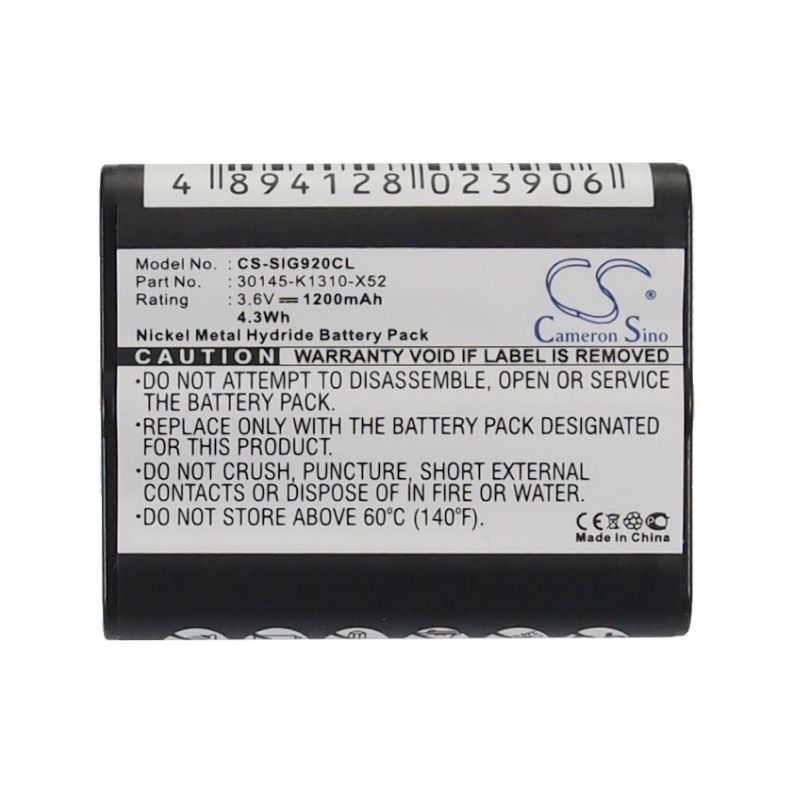 4 894128 023906
Model No. : CS-SIG920CL
Part No. : 30145-K1310-X52
Rating : 3.6V 1200mAh
4.3Wh
Nickel Metal Hydride Battery Pack
CS ®
Cameron Sino
CAUTION WARRANTY VOID IF LABEL IS REMOVED
•DO NOT ATTEMPT TO DISASSEMBLE, OPEN OR SERVICE
THE BATTERY PACK.
•REPLACE ONLY WITH THE BATTERY PACK DESIGNATED
FOR THIS PRODUCT.
•DO NOT CRUSH, PUNCTURE, SHORT EXTERNAL
CONTACTS OR DISPOSE OF IN FIRE OR WATER.
•DO NOT STORE ABOVE 60°C (140°F).
CE
Made In China